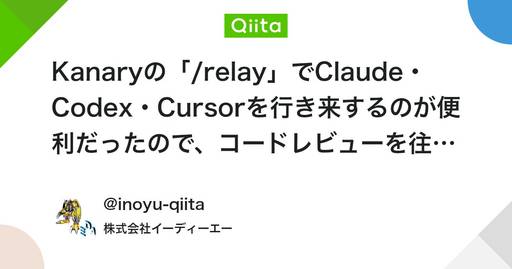 Qiita
Kanaryの「/relay」でClaude・
Codex・Cursorを行き来するのが便
利だったので、コードレビューを往…
@inoyu-qiita
株式会社イーディーエー